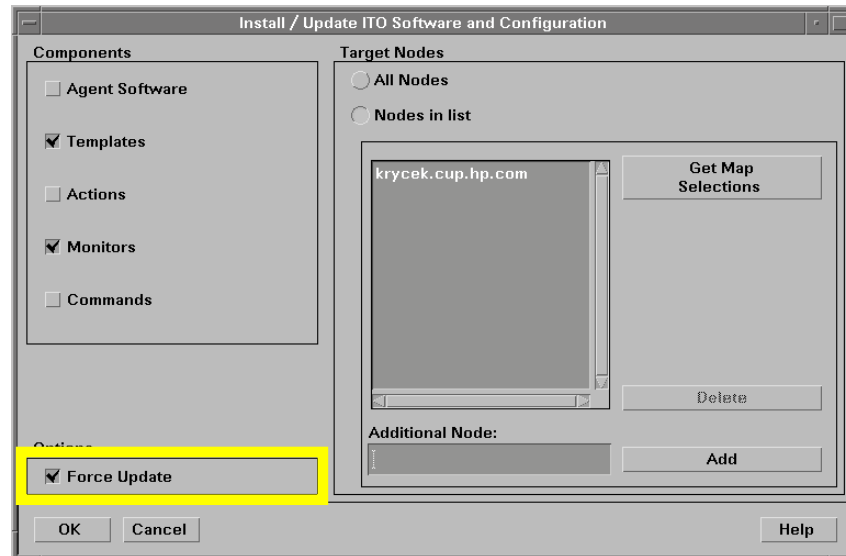 Install / Update ITO Software and Configuration
Components
Agent Software
Templates
Actions
Monitors
Commands
Options
Force Update
Target Nodes
All Nodes
Nodes in list
krycek.cup.hp.com
Get Map
Selections
Delete
Additional Node:
Add
OK
Cancel
Help